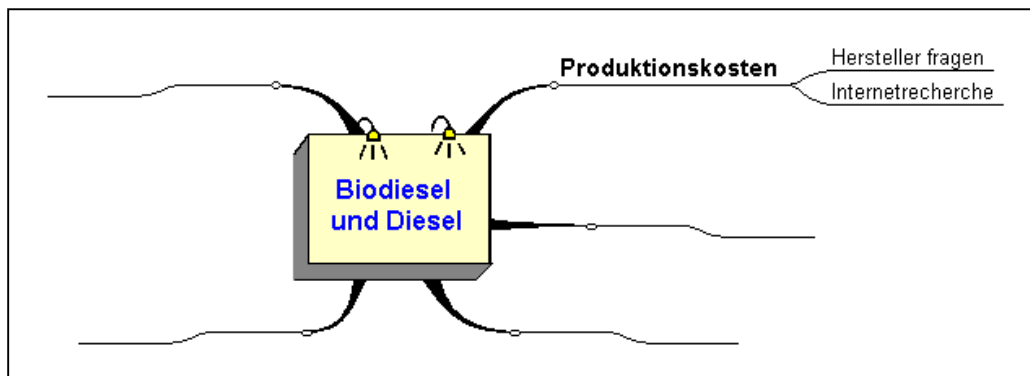 Produktionskosten
Hersteller fragen
Internetrecherche
Biodiesel
und Diesel